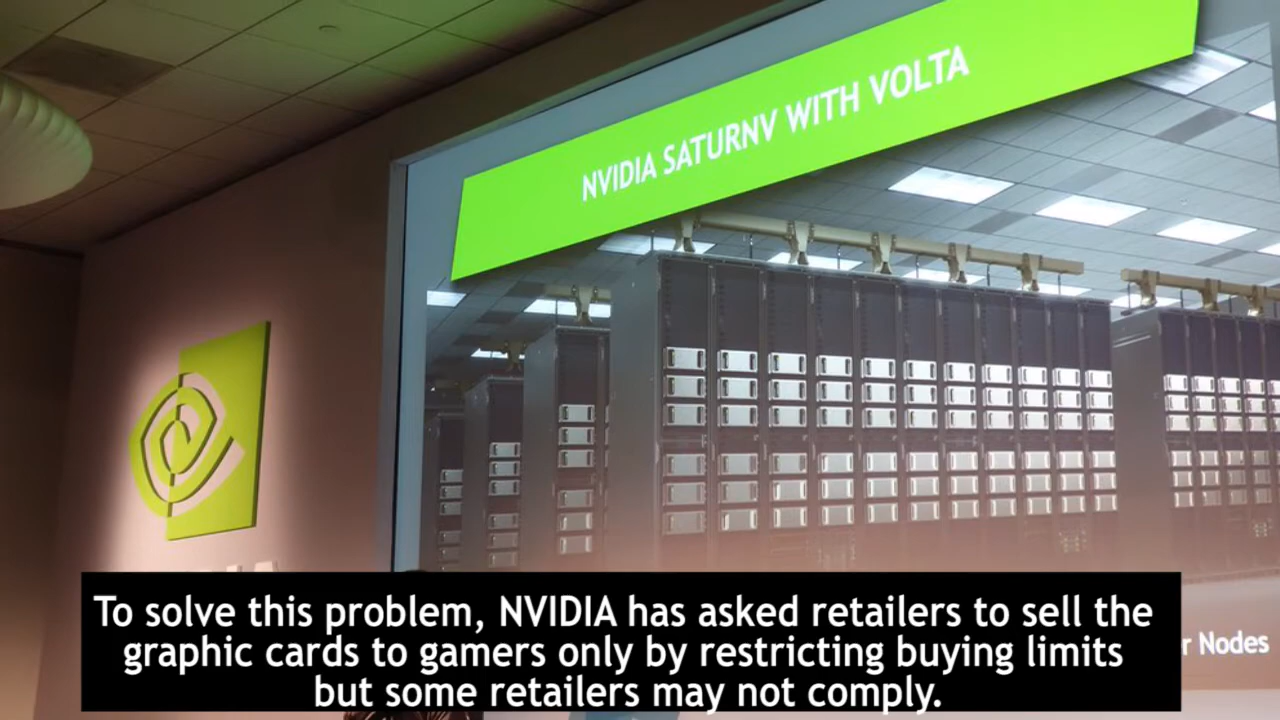 NVIDIA SATURNV WITH VOLTA
r Nodes
To solve this problem, NVIDIA has asked retailers to sell the
graphic cards to gamers only by restricting buying limits
but some retailers may not comply.